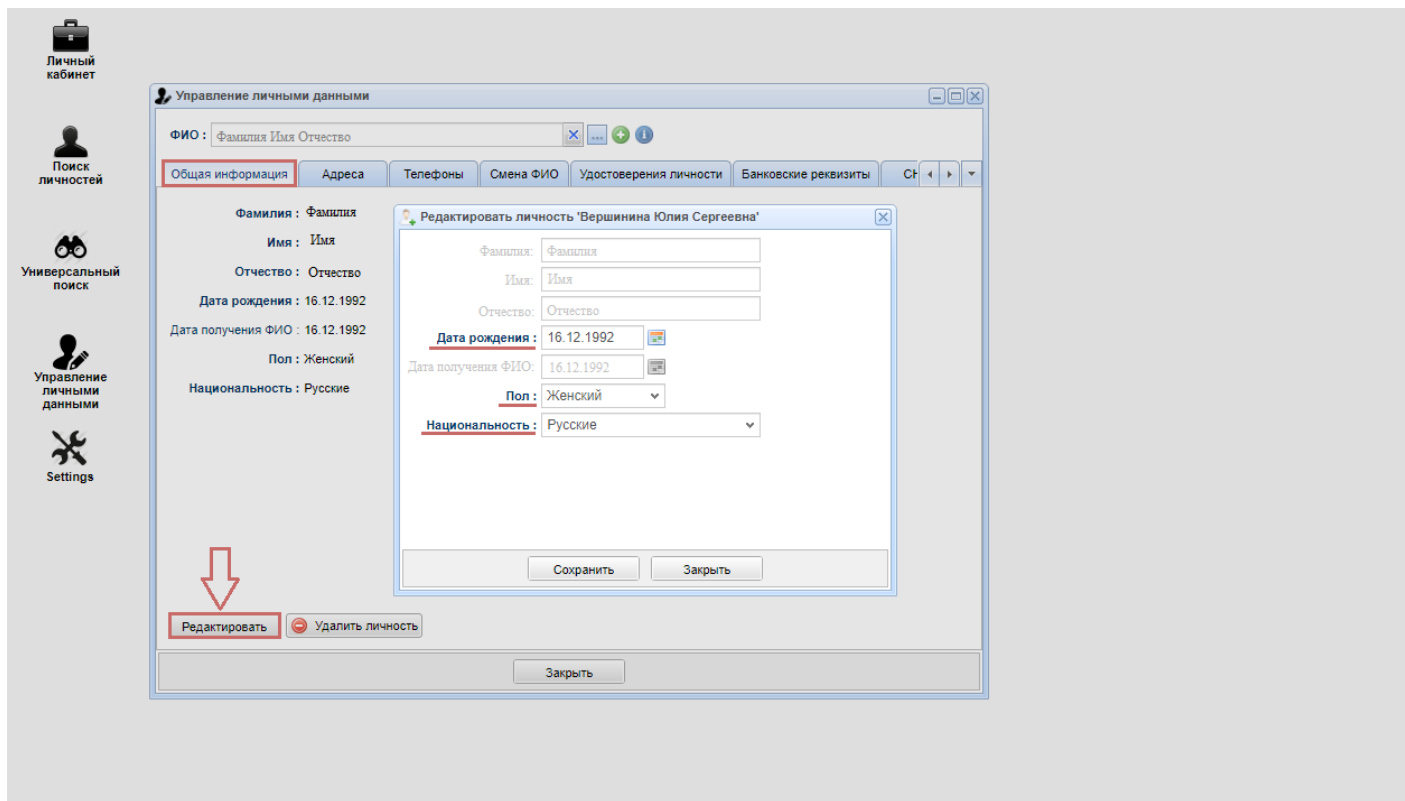 Личный
кабинет
Поиск
личностей
Универсальный
поиск
Управление
личными
данными
Settings
Управление личными данными
ФИО : Фамилия Имя Отчество
Общая информация Адреса Телефоны Смена ФИО Удостоверения личности Банковские реквизиты
Фамилия : Фамилия
Имя : Имя
Отчество : Отчество
Дата рождения : 16.12.1992
Дата получения ФИО : 16.12.1992
Пол : Женский
Национальность : Русские
Редактировать личность 'Вершинина Юлия Сергеевна'
Фамилия: Фамилия
Имя: Имя
Отчество: Отчество
Дата рождения : 16.12.1992
Дата получения ФИО: 16.12.1992
Пол : Женский
Национальность : Русские
Сохранить Закрыть
Редактировать Удалить личность
Закрыть